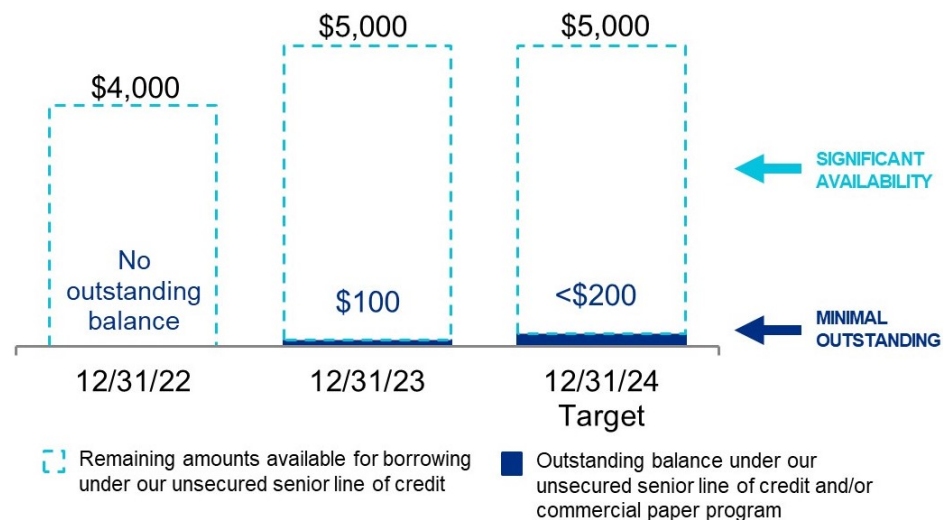 $4,000
$5,000
$5,000
SIGNIFICANT
AVAILABILITY
No
outstanding
balance
$100
<$200
MINIMAL
OUTSTANDING
12/31/22
12/31/23
12/31/24
Target
Remaining amounts available for borrowing
under our unsecured senior line of credit
Outstanding balance under our
unsecured senior line of credit and/or
commercial paper program